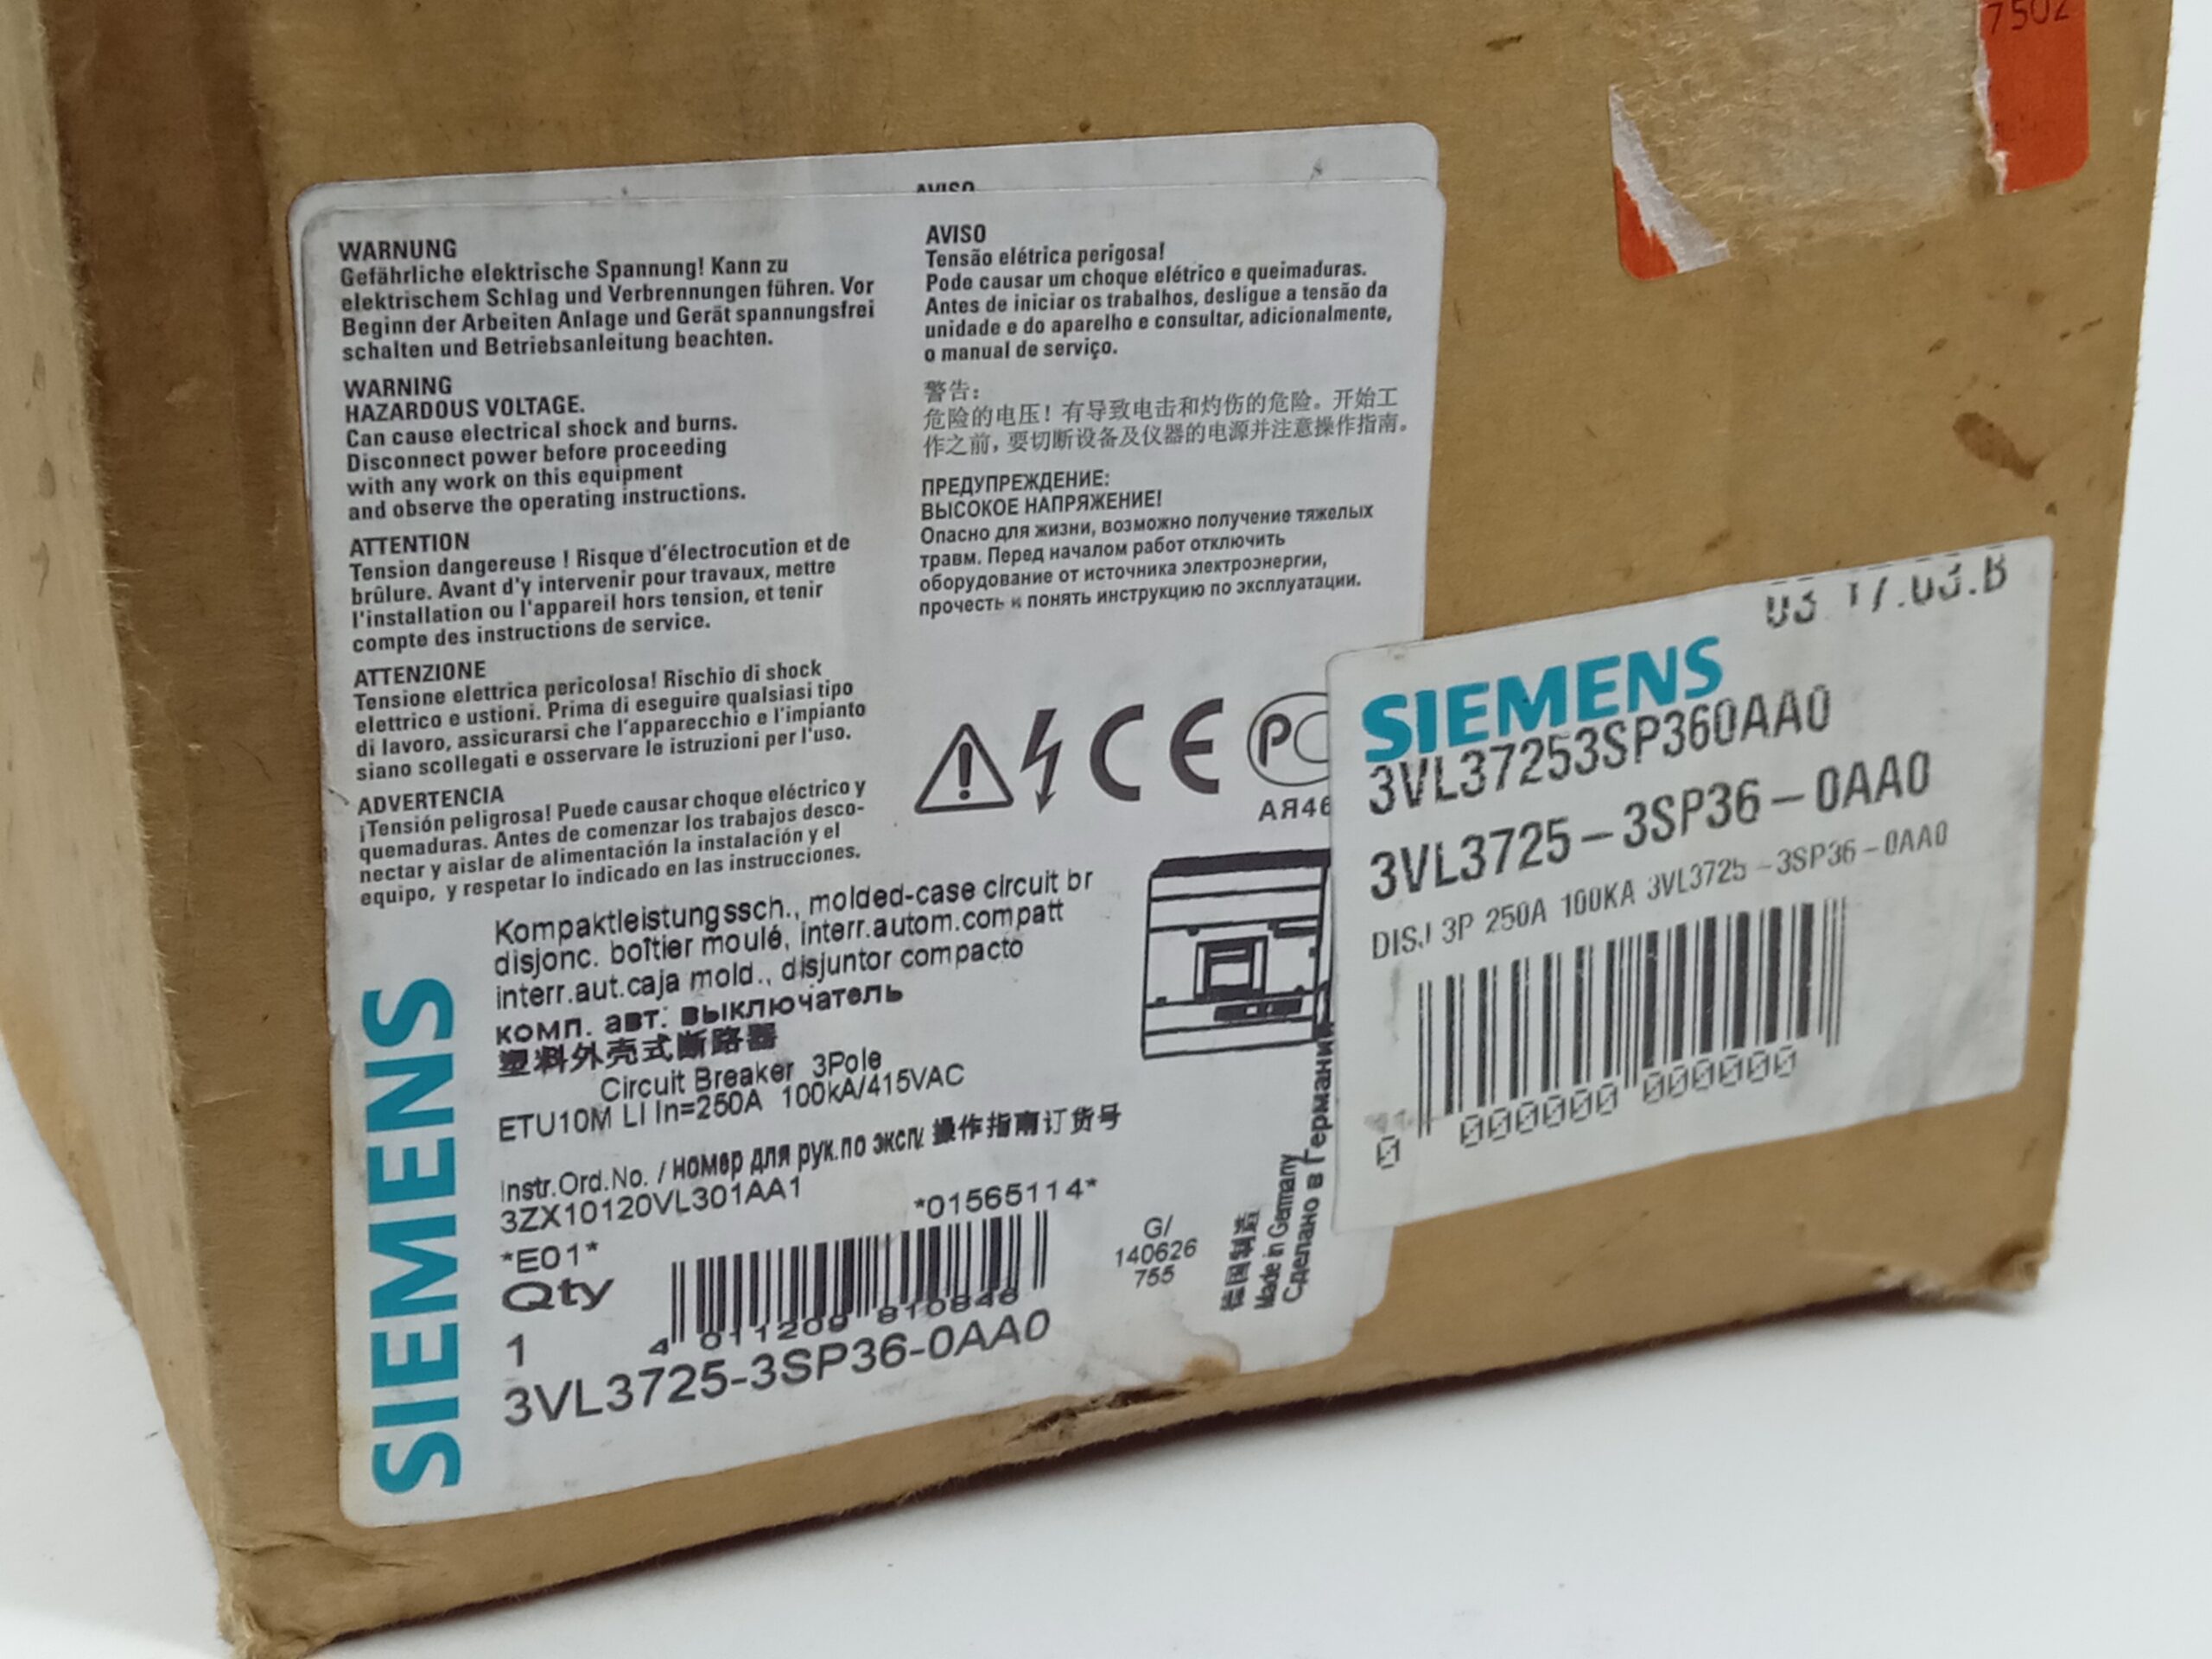 7502
AVISO
WARNUNG
Gefährliche elektrische Spannung! Kann zu
elektrischem Schlag und Verbrennungen führen. Vor
Beginn der Arbeiten Anlage und Gerät spannungsfrei
schalten und Betriebsanleitung beachten.
WARNING
HAZARDOUS VOLTAGE.
Can cause electrical shock and burns.
Disconnect power before proceeding
with any work on this equipment
and observe the operating instructions.
ATTENTION
Tension dangereuse ! Risque d'électrocution et de
brûlure. Avant d'y intervenir pour travaux, mettre
l'installation ou l'appareil hors tension, et tenir
compte des instructions de service.
ATTENZIONE
Tensione elettrica pericolosa! Rischio di shock
elettrico e ustioni. Prima di eseguire qualsiasi tipo
di lavoro, assicurarsi che l'apparecchio e l'impianto
siano scollegati e osservare le istruzioni per l'uso.
ADVERTENCIA
¡Tensión peligrosa! Puede causar choque eléctrico y
quemaduras. Antes de comenzar los trabajos desco-
nectar y aislar de alimentación la instalación y el
equipo, y respetar lo indicado en las instrucciones.
AVISO
Tensão elétrica perigosa!
Pode causar um choque elétrico e queimaduras.
Antes de iniciar os trabalhos, desligue a tensão da
unidade e do aparelho e consultar, adicionalmente,
o manual de serviço.
警告：
危险的电压！有导致电击和灼伤的危险。开始工
作之前，要切断设备及仪器的电源并注意操作指南。
ПРЕДУПРЕЖДЕНИЕ:
ВЫСОКОЕ НАПРЯЖЕНИЕ!
Опасно для жизни, возможно получение тяжелых
травм. Перед началом работ отключить
оборудование от источника электроэнергии,
прочесть и понять инструкцию по эксплуатации.
CE PC
АЯ46
SIEMENS
Kompaktleistungssch., molded-case circuit br
disjonc. boîtier moulé, interr.autom.compatt
interr.aut.caja mold., disjuntor compacto
комп. авт. выключатель
塑料外壳式断路器
Circuit Breaker 3Pole
ETU10M LI In=250A 100kA/415VAC
Instr.Ord.No. / номер для рук.по эксп. 操作指南订货号
3ZX10120VL301AA1
*01565114*
*E01*
Qty
1
4 011209 810846
3VL3725-3SP36-0AA0
G/
140626
755
德国制造
Made in Germany
Сделано в Германии
03 17.03.B
SIEMENS
3VL37253SP360AA0
3VL3725-3SP36-0AA0
DISJ 3P 250A 100KA 3VL3725-3SP36-0AA0
0 000000 000000